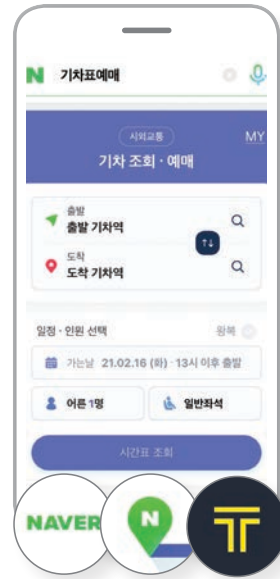 N 기차표예매
시외교통
MY
기차 조회 · 예매
출발
출발 기차역
도착
도착 기차역
일정 · 인원 선택
왕복
가는날 21.02.16 (화) · 13시 이후 출발
어른 1명
일반좌석
시간표 조회
NAVER
N